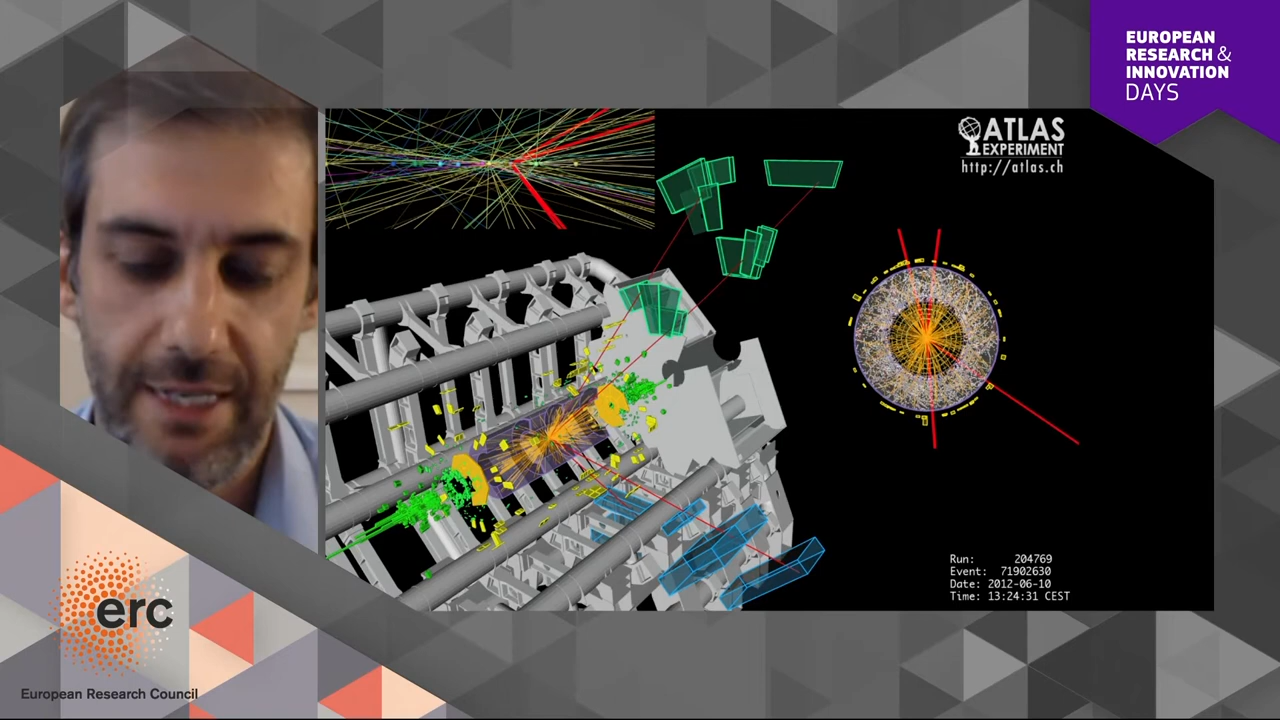 EUROPEAN
RESEARCH &
INNOVATION
DAYS
ATLAS
EXPERIMENT
http://atlas.ch
Run: 204769
Event: 71902630
Date: 2012-06-10
Time: 13:24:31 CEST
erc
European Research Council